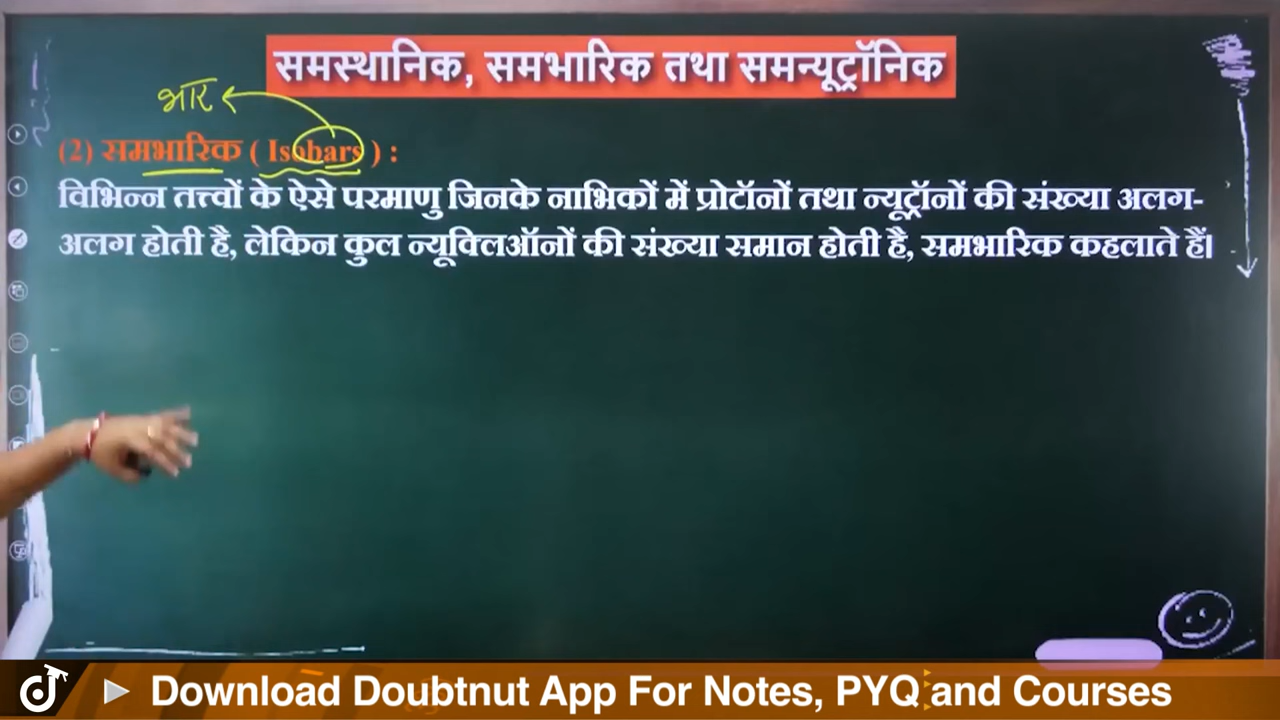 समस्थानिक, समभारिक तथा समन्यूट्रॉनिक
भार
(2) समभारिक ( Isobars ) :
विभिन्न तत्त्वों के ऐसे परमाणु जिनके नाभिकों में प्रोटॉनों तथा न्यूट्रॉनों की संख्या अलग-
अलग होती है, लेकिन कुल न्यूक्लिऑनों की संख्या समान होती है, समभारिक कहलाते हैं।
Download Doubtnut App For Notes, PYQ and Courses